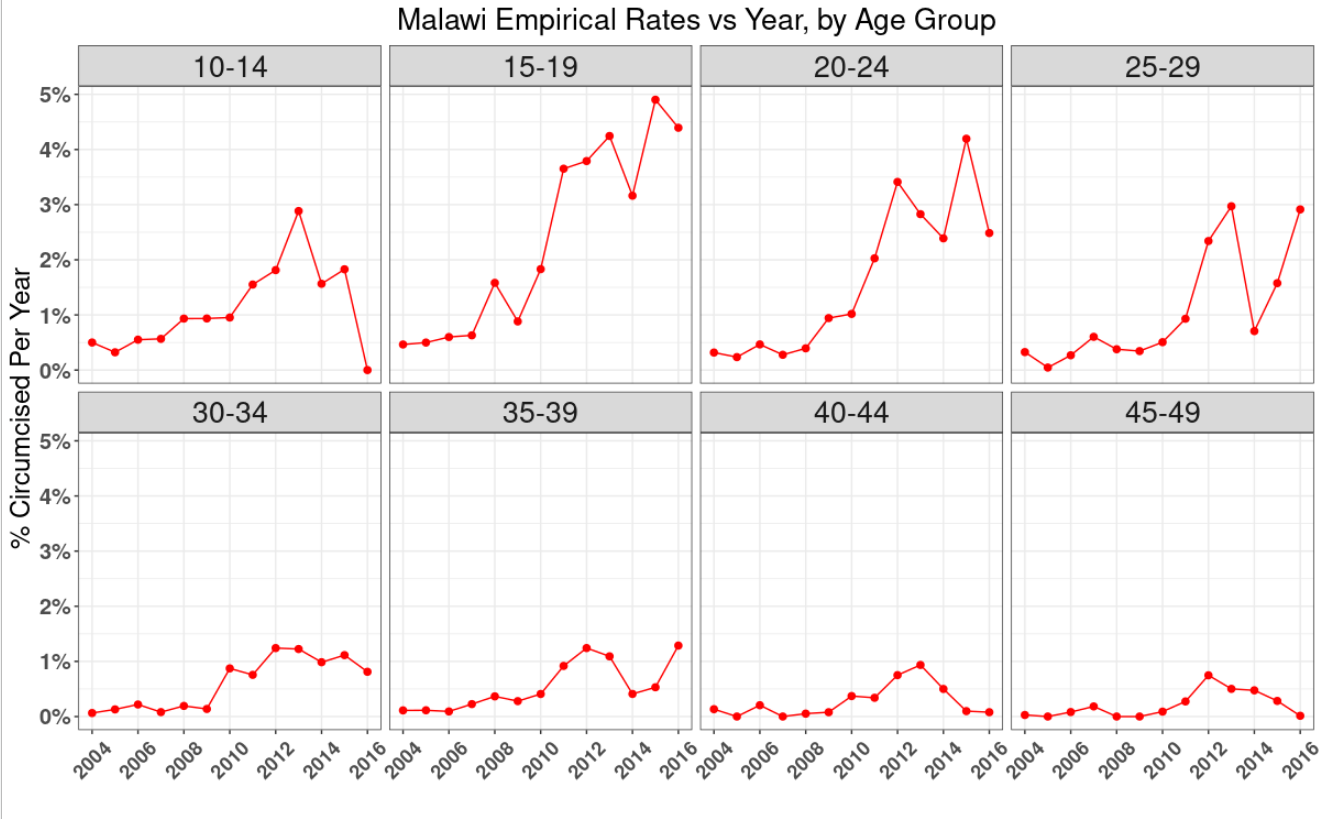 Malawi Empirical Rates vs Year, by Age Group
10-14 15-19 20-24 25-29
5%
4%
3%
2%
1%
0%
30-34 35-39 40-44 45-49
5%
4%
3%
2%
1%
0%
% Circumcised Per Year
2004 2006 2008 2010 2012 2014 2016 2004 2006 2008 2010 2012 2014 2016 2004 2006 2008 2010 2012 2014 2016 2004 2006 2008 2010 2012 2014 2016